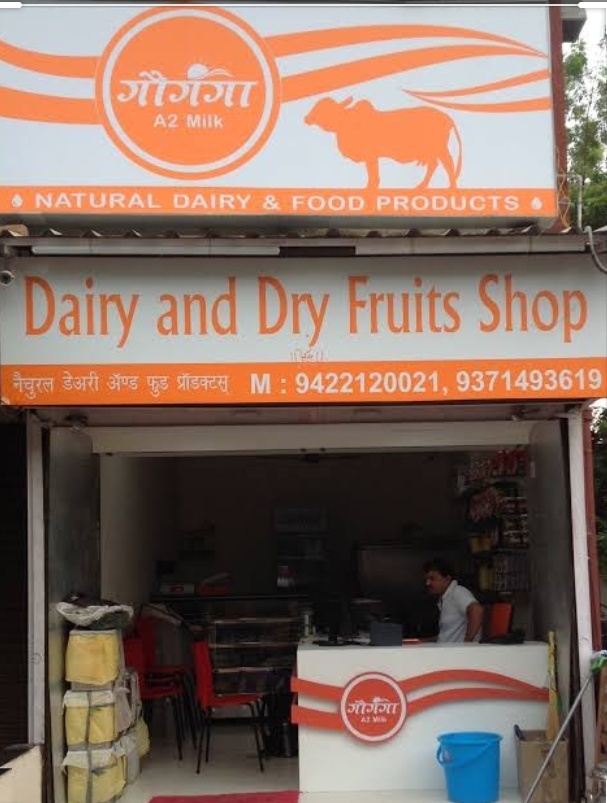 गौगंगा
A2 Milk
NATURAL DAIRY & FOOD PRODUCTS
Dairy and Dry Fruits Shop
नैचुरल डेअरी ॲण्ड फुड प्रॉडक्टस् M : 9422120021, 9371493619
गौगंगा
A2 Milk